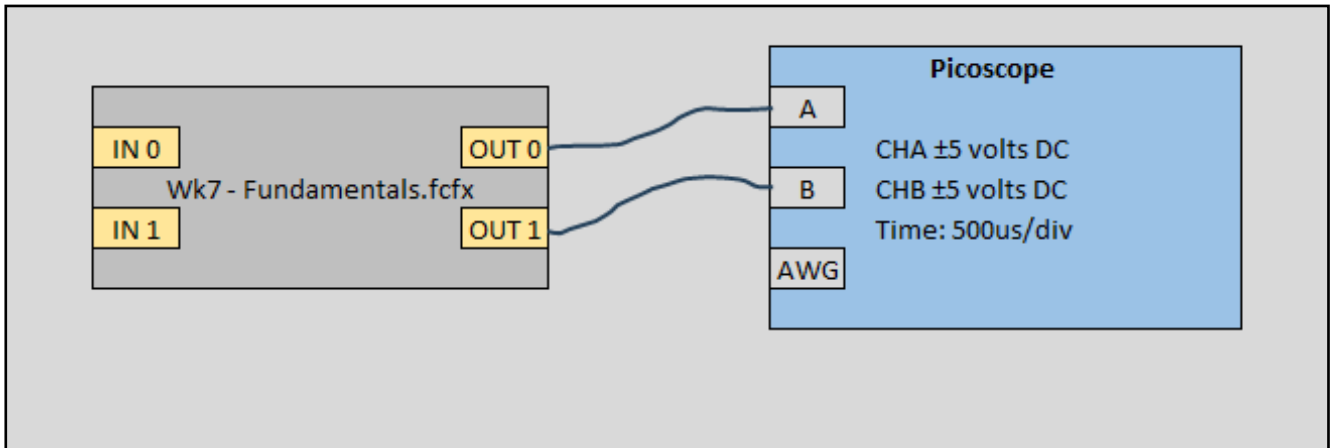 Picoscope
IN 0
OUT 0
A
CHA ±5 volts DC
Wk7 - Fundamentals.fcfx
B
CHB ±5 volts DC
IN 1
OUT 1
Time: 500us/div
AWG